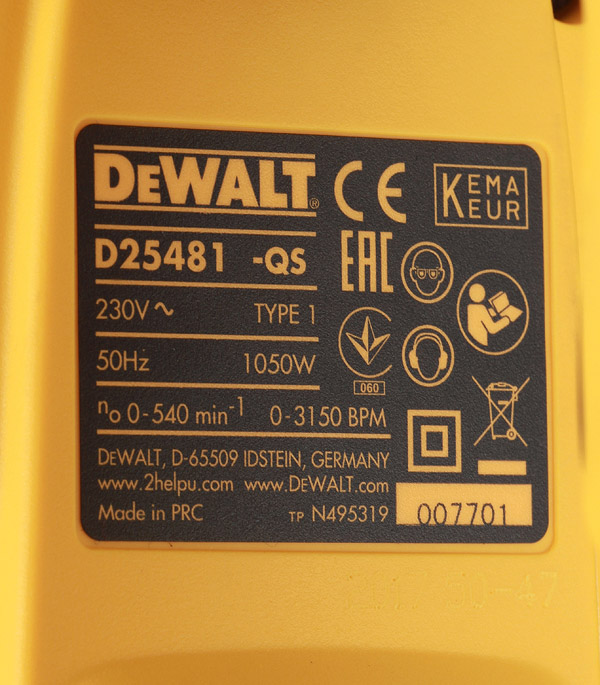 DEWALT®
CE
KEMA
KEUR
D25481 -QS
EAC
230V~ TYPE 1
50Hz 1050W
060
n₀ 0-540 min⁻¹ 0-3150 BPM
DEWALT, D-65509 IDSTEIN, GERMANY
www.2helpu.com www.DEWALT.com
Made in PRC TP N495319
007701